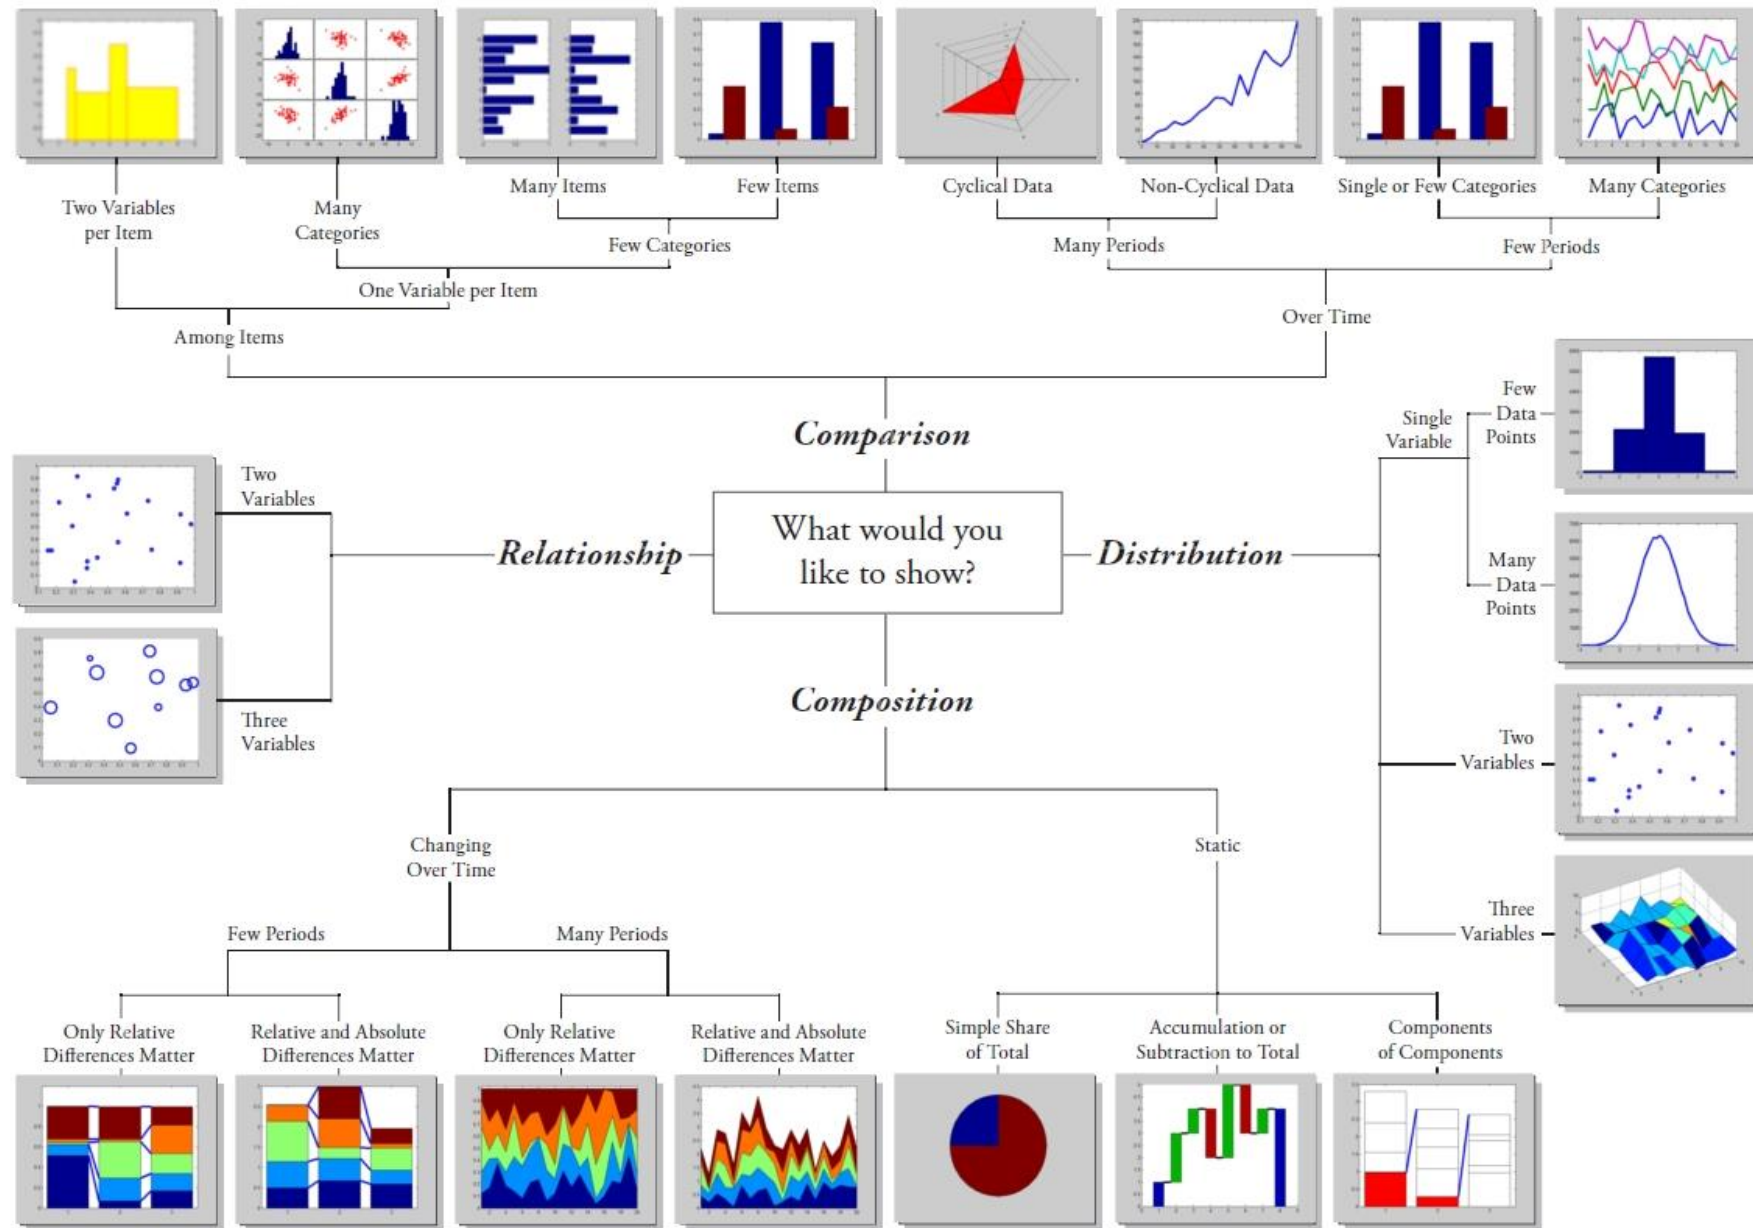 Two Variables
per Item
Many
Categories
Many Items
Few Items
Cyclical Data
Non-Cyclical Data
Single or Few Categories
Many Categories
Few Categories
Many Periods
Few Periods
One Variable per Item
Among Items
Over Time
Comparison
What would you
like to show?
Relationship
Two
Variables
Three
Variables
Distribution
Single
Variable
Few
Data
Points
Many
Data
Points
Two
Variables
Three
Variables
Composition
Changing
Over Time
Static
Few Periods
Many Periods
Only Relative
Differences Matter
Relative and Absolute
Differences Matter
Only Relative
Differences Matter
Relative and Absolute
Differences Matter
Simple Share
of Total
Accumulation or
Subtraction to Total
Components
of Components